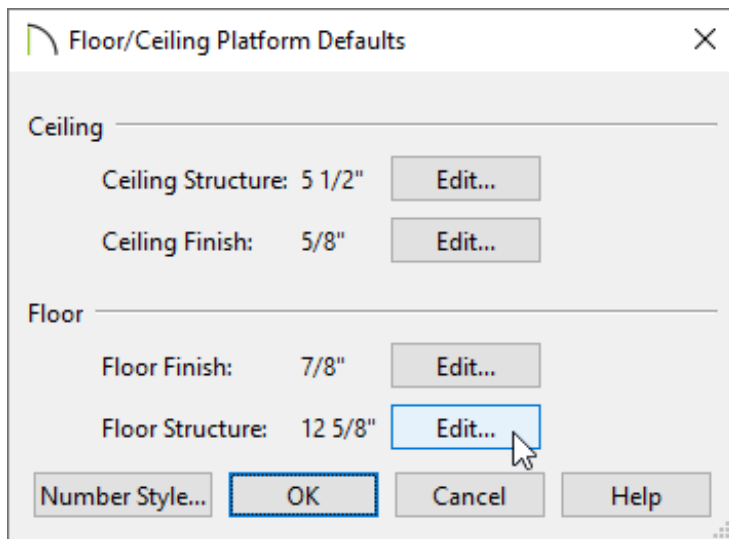 Floor/Ceiling Platform Defaults
Ceiling
Ceiling Structure: 5 1/2" Edit...
Ceiling Finish: 5/8" Edit...
Floor
Floor Finish: 7/8" Edit...
Floor Structure: 12 5/8" Edit...
Number Style... OK Cancel Help